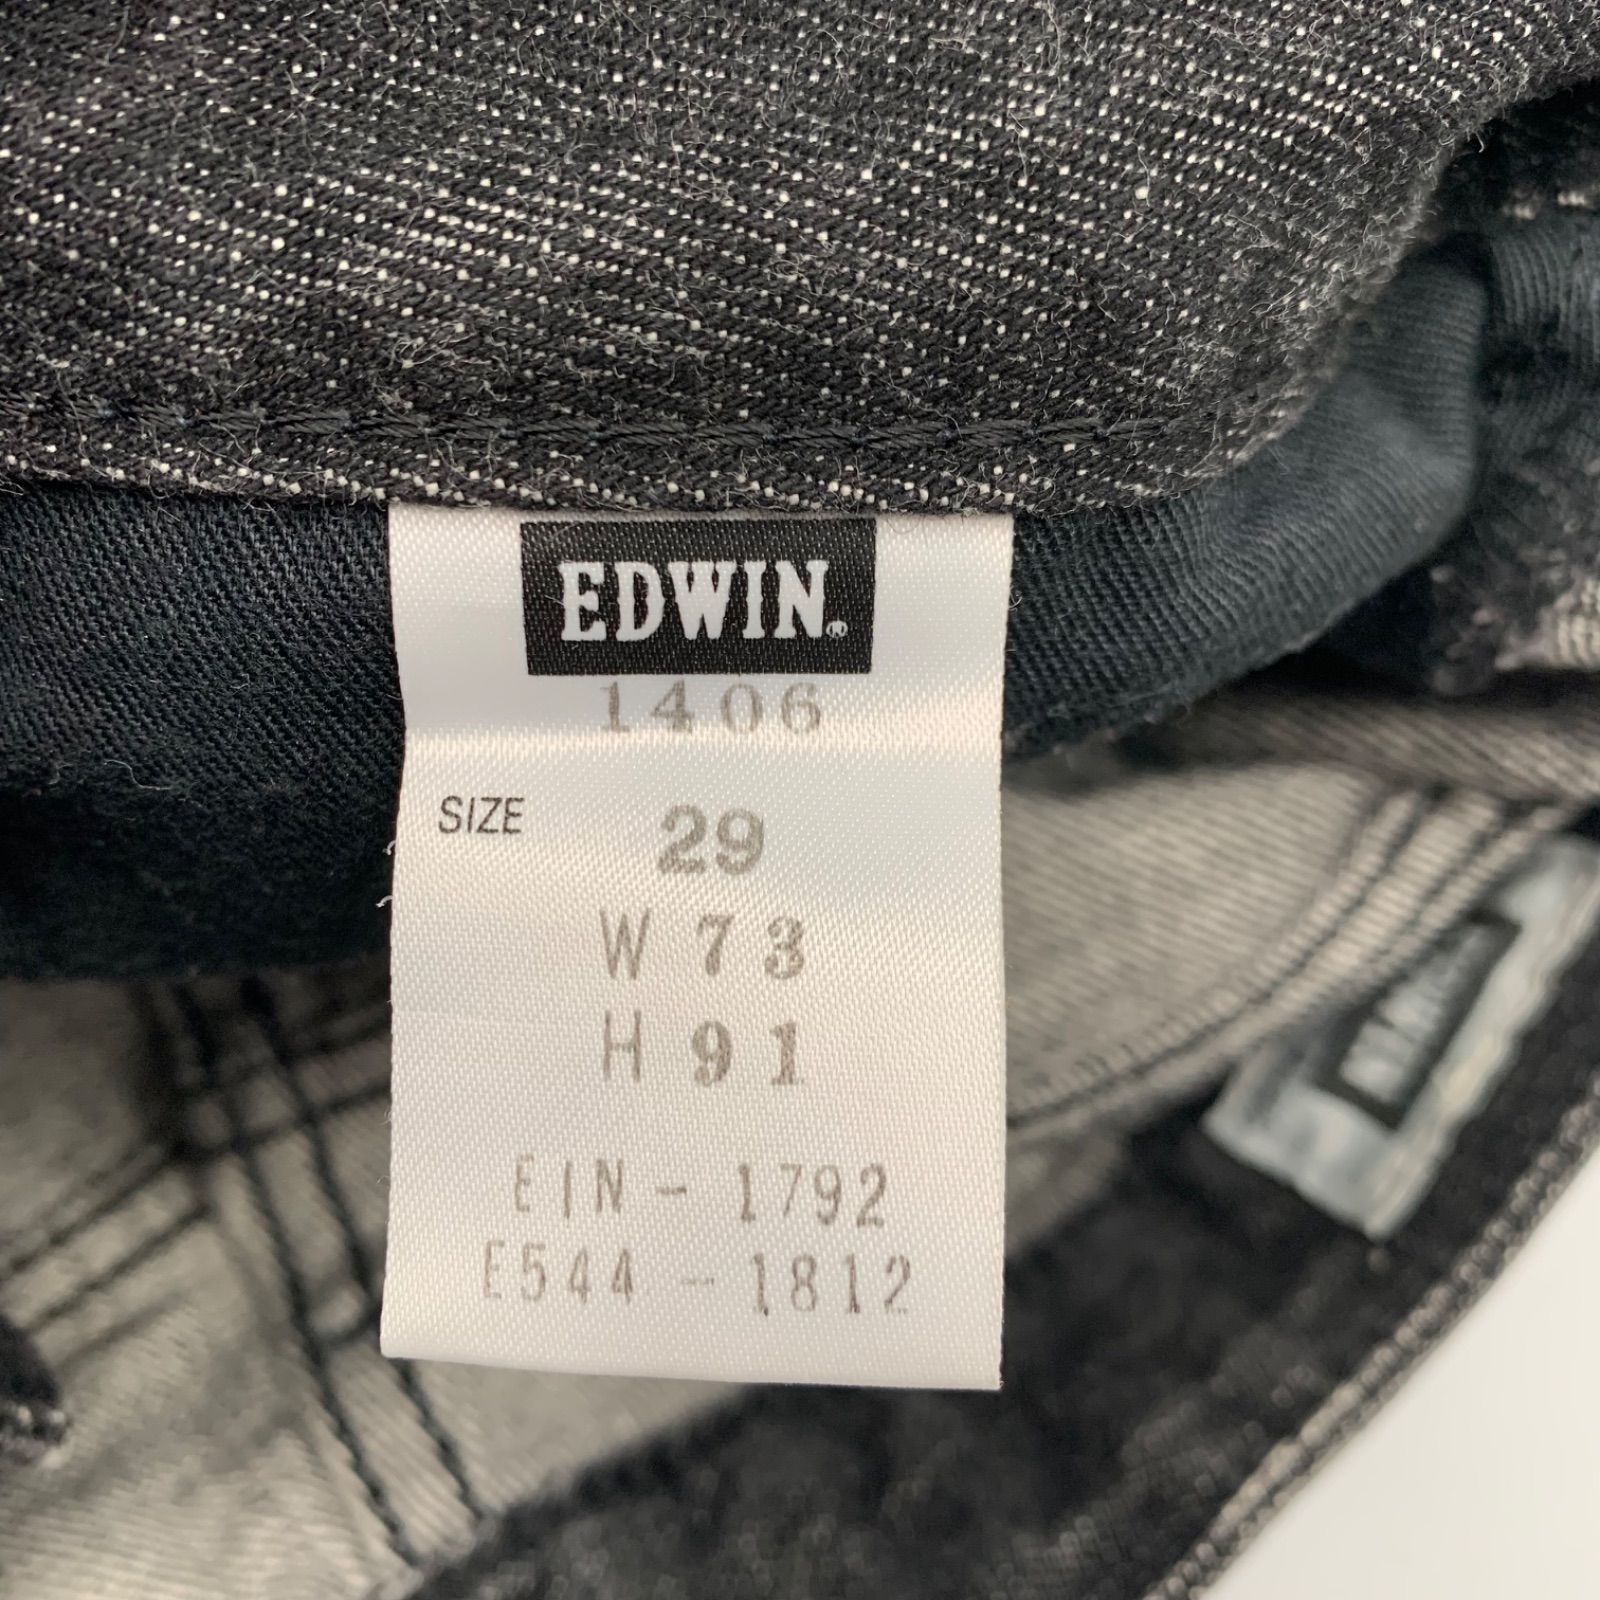 EDWIN®
1406
SIZE 29
W 73
H 91
EIN-1792
E544-1812